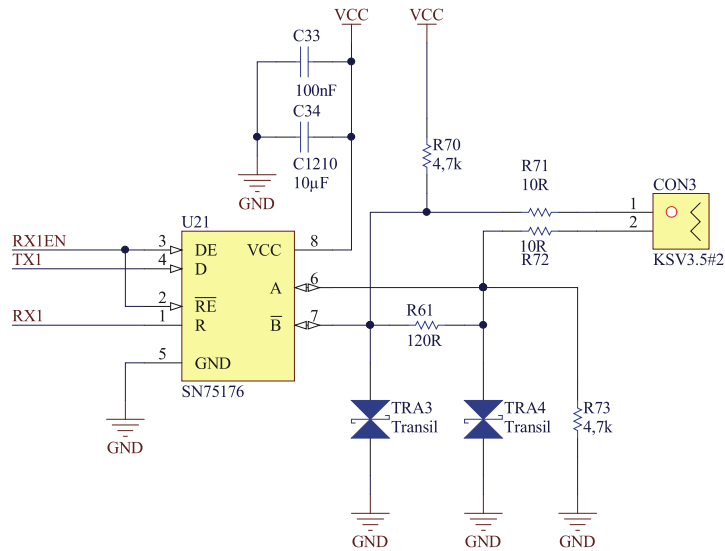 VCC
VCC
C33
100nF
C34
C1210
10µF
GND
R70
4,7k
R71
10R
10R
R72
CON3
1
2
KSV3.5#2
U21
RX1EN
3
DE
VCC
8
TX1
4
D
A
6
2
RE
RX1
1
R
B
7
5
GND
SN75176
GND
R61
120R
TRA3
Transil
TRA4
Transil
R73
4,7k
GND
GND
GND